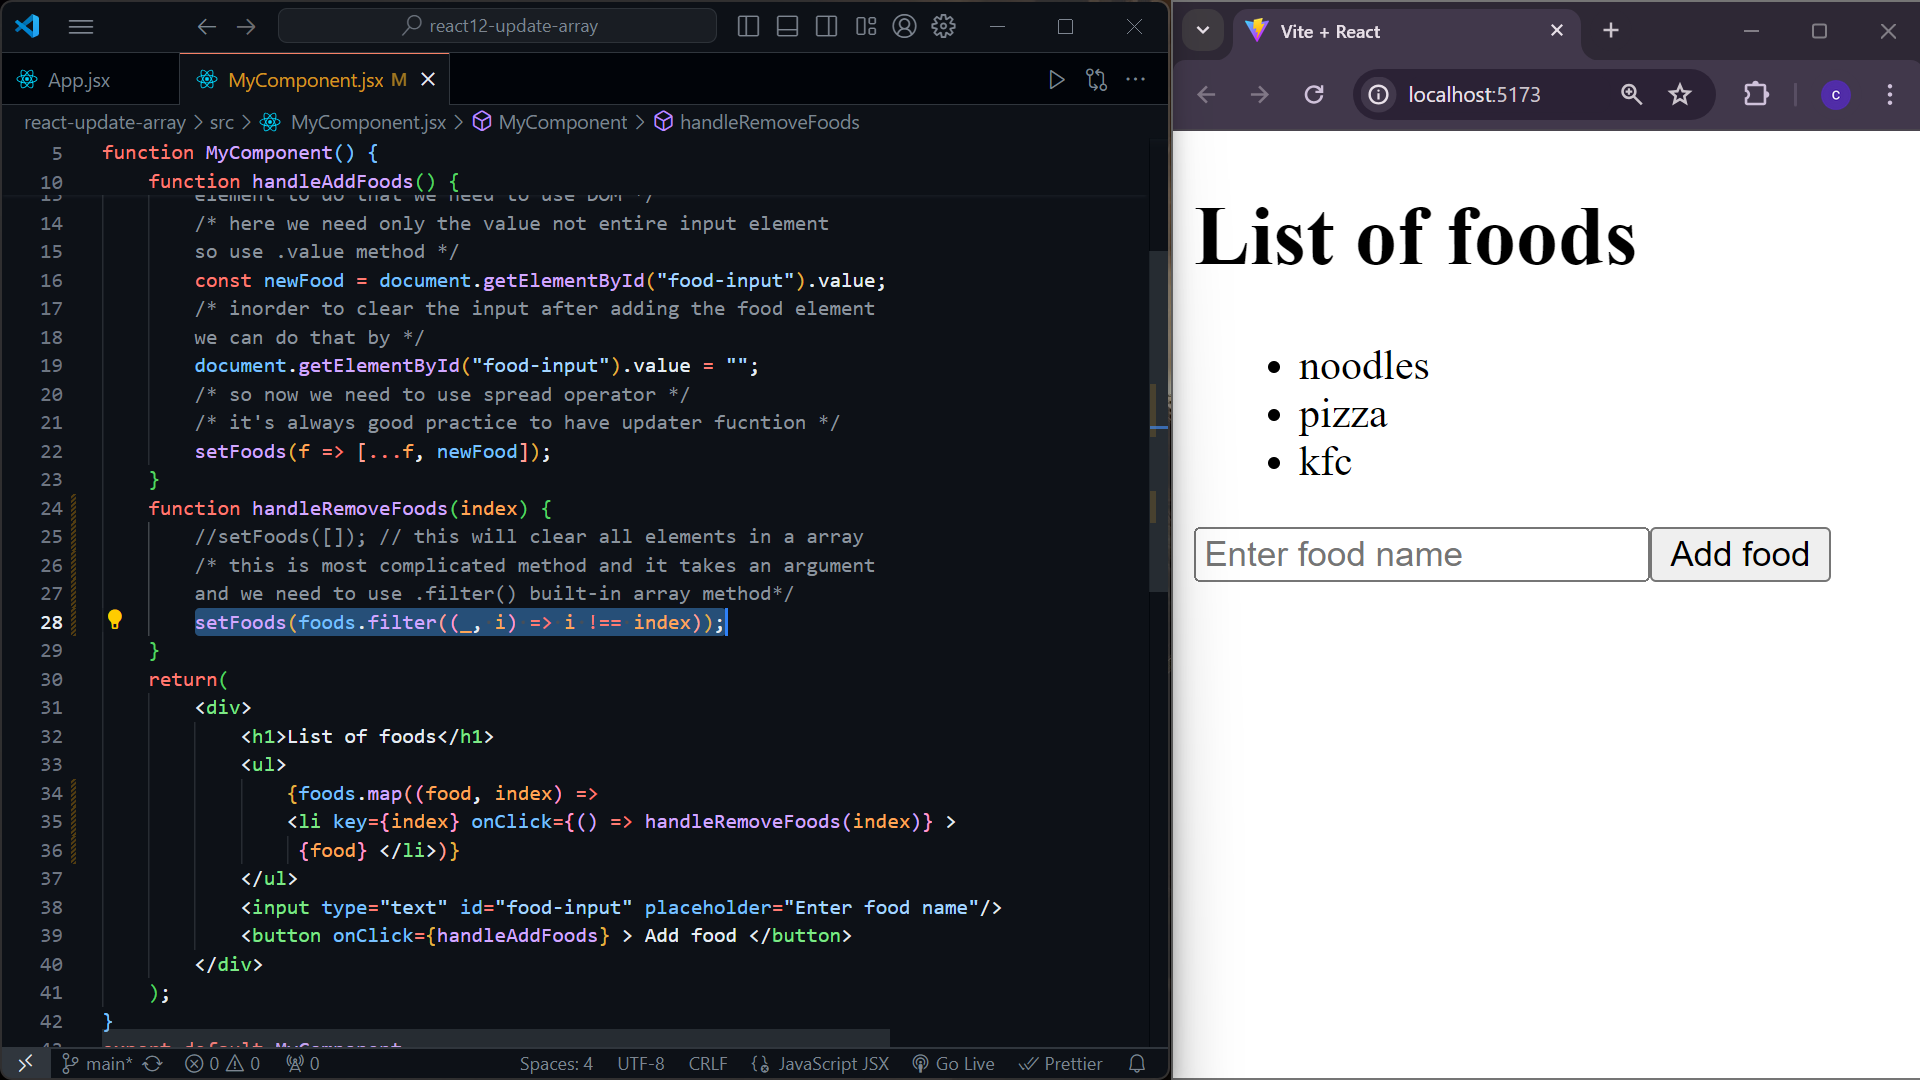 react12-update-array
App.jsx
MyComponent.jsx M
react-update-array > src > MyComponent.jsx > MyComponent > handleRemoveFoods
5 function MyComponent() {
10 function handleAddFoods() {
13 element to do that we need to use DOM */
14 /* here we need only the value not entire input element
15 so use .value method */
16 const newFood = document.getElementById("food-input").value;
17 /* inorder to clear the input after adding the food element
18 we can do that by */
19 document.getElementById("food-input").value = "";
20 /* so now we need to use spread operator */
21 /* it's always good practice to have updater fucntion */
22 setFoods(f => [...f, newFood]);
23 }
24 function handleRemoveFoods(index) {
25 //setFoods([]); // this will clear all elements in a array
26 /* this is most complicated method and it takes an argument
27 and we need to use .filter() built-in array method*/
28 setFoods(foods.filter((_, i) => i !== index));
29 }
30 return(
31 <div>
32 <h1>List of foods</h1>
33 <ul>
34 {foods.map((food, index) =>
35 <li key={index} onClick={() => handleRemoveFoods(index)} >
36 {food} </li>)}
37 </ul>
38 <input type="text" id="food-input" placeholder="Enter food name"/>
39 <button onClick={handleAddFoods} > Add food </button>
40 </div>
41 );
42 }
43 export default MyComponent
main* 0 0 0 Spaces: 4 UTF-8 CRLF JavaScript JSX Go Live Prettier
Vite + React
localhost:5173
c
List of foods
noodles
pizza
kfc
Enter food name
Add food